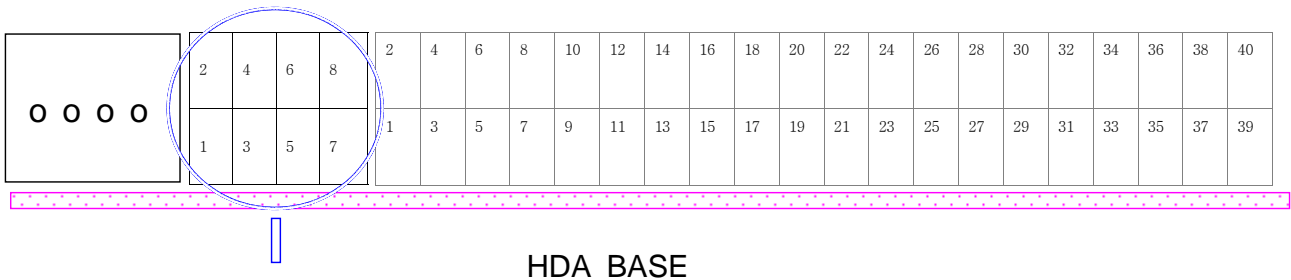 2 4 6 8 10 12 14 16 18 20 22 24 26 28 30 32 34 36 38 40
2 4 6 8
o o o o
1 3 5 7 9 11 13 15 17 19 21 23 25 27 29 31 33 35 37 39
1 3 5 7
HDA BASE